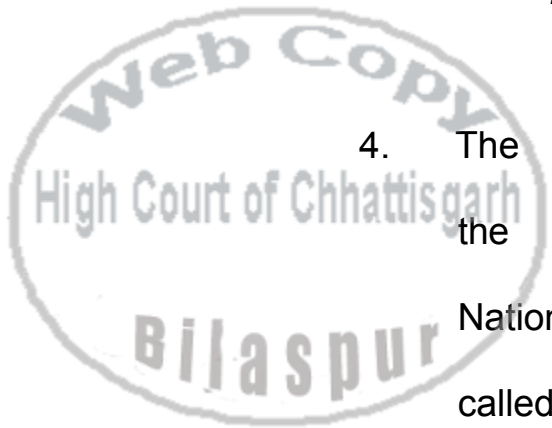 Web Copy
4. The
High Court of Chhattisgarh
the
Bilaspur
Nation
called